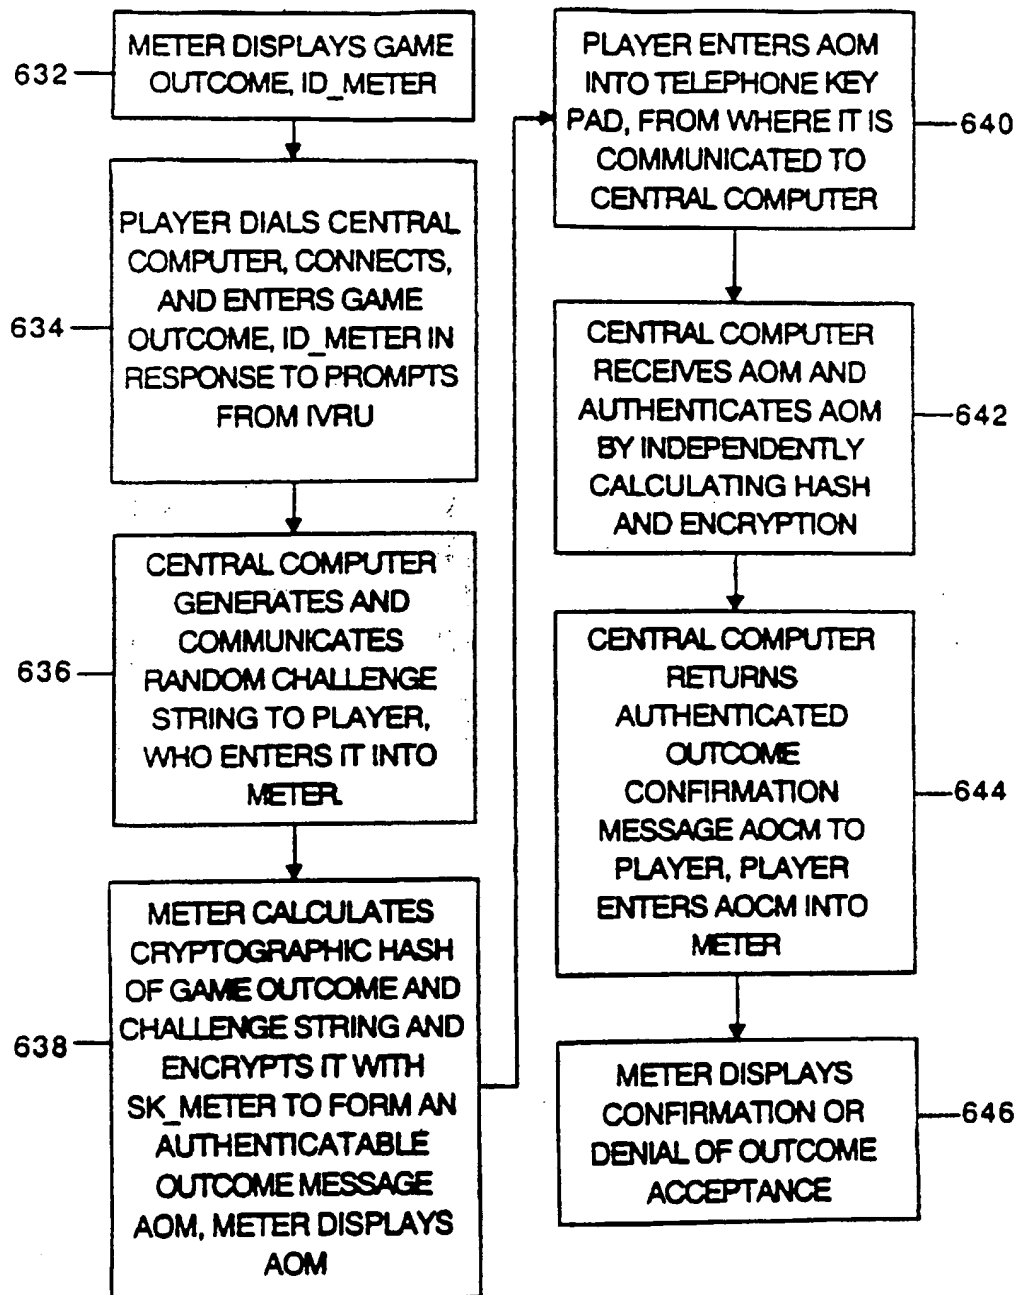 632
METER DISPLAYS GAME
OUTCOME, ID_METER
634
PLAYER DIALS CENTRAL
COMPUTER, CONNECTS,
AND ENTERS GAME
OUTCOME, ID_METER IN
RESPONSE TO PROMPTS
FROM IVRU
636
CENTRAL COMPUTER
GENERATES AND
COMMUNICATES
RANDOM CHALLENGE
STRING TO PLAYER,
WHO ENTERS IT INTO
METER.
638
METER CALCULATES
CRYPTOGRAPHIC HASH
OF GAME OUTCOME AND
CHALLENGE STRING AND
ENCRYPTS IT WITH
SK_METER TO FORM AN
AUTHENTICATABLE
OUTCOME MESSAGE
AOM, METER DISPLAYS
AOM
PLAYER ENTERS AOM
INTO TELEPHONE KEY
PAD, FROM WHERE IT IS
COMMUNICATED TO
CENTRAL COMPUTER
640
CENTRAL COMPUTER
RECEIVES AOM AND
AUTHENTICATES AOM
BY INDEPENDENTLY
CALCULATING HASH
AND ENCRYPTION
642
CENTRAL COMPUTER
RETURNS
AUTHENTICATED
OUTCOME
CONFIRMATION
MESSAGE AOCM TO
PLAYER, PLAYER
ENTERS AOCM INTO
METER
644
METER DISPLAYS
CONFIRMATION OR
DENIAL OF OUTCOME
ACCEPTANCE
646